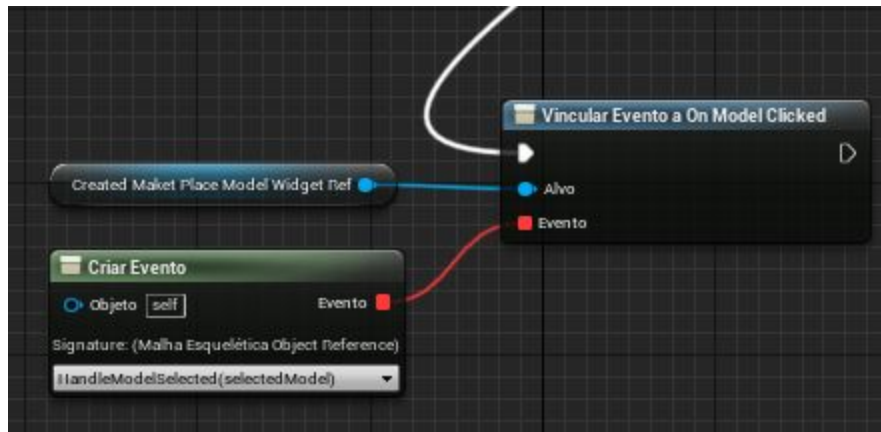 Vincular Evento a On Model Clicked
Created Maket Place Model Widget Ref
Alvo
Evento
Criar Evento
Objeto self
Evento
Signature: (Malha Esquelética Object Reference)
HandleModelSelected(selectedModel)